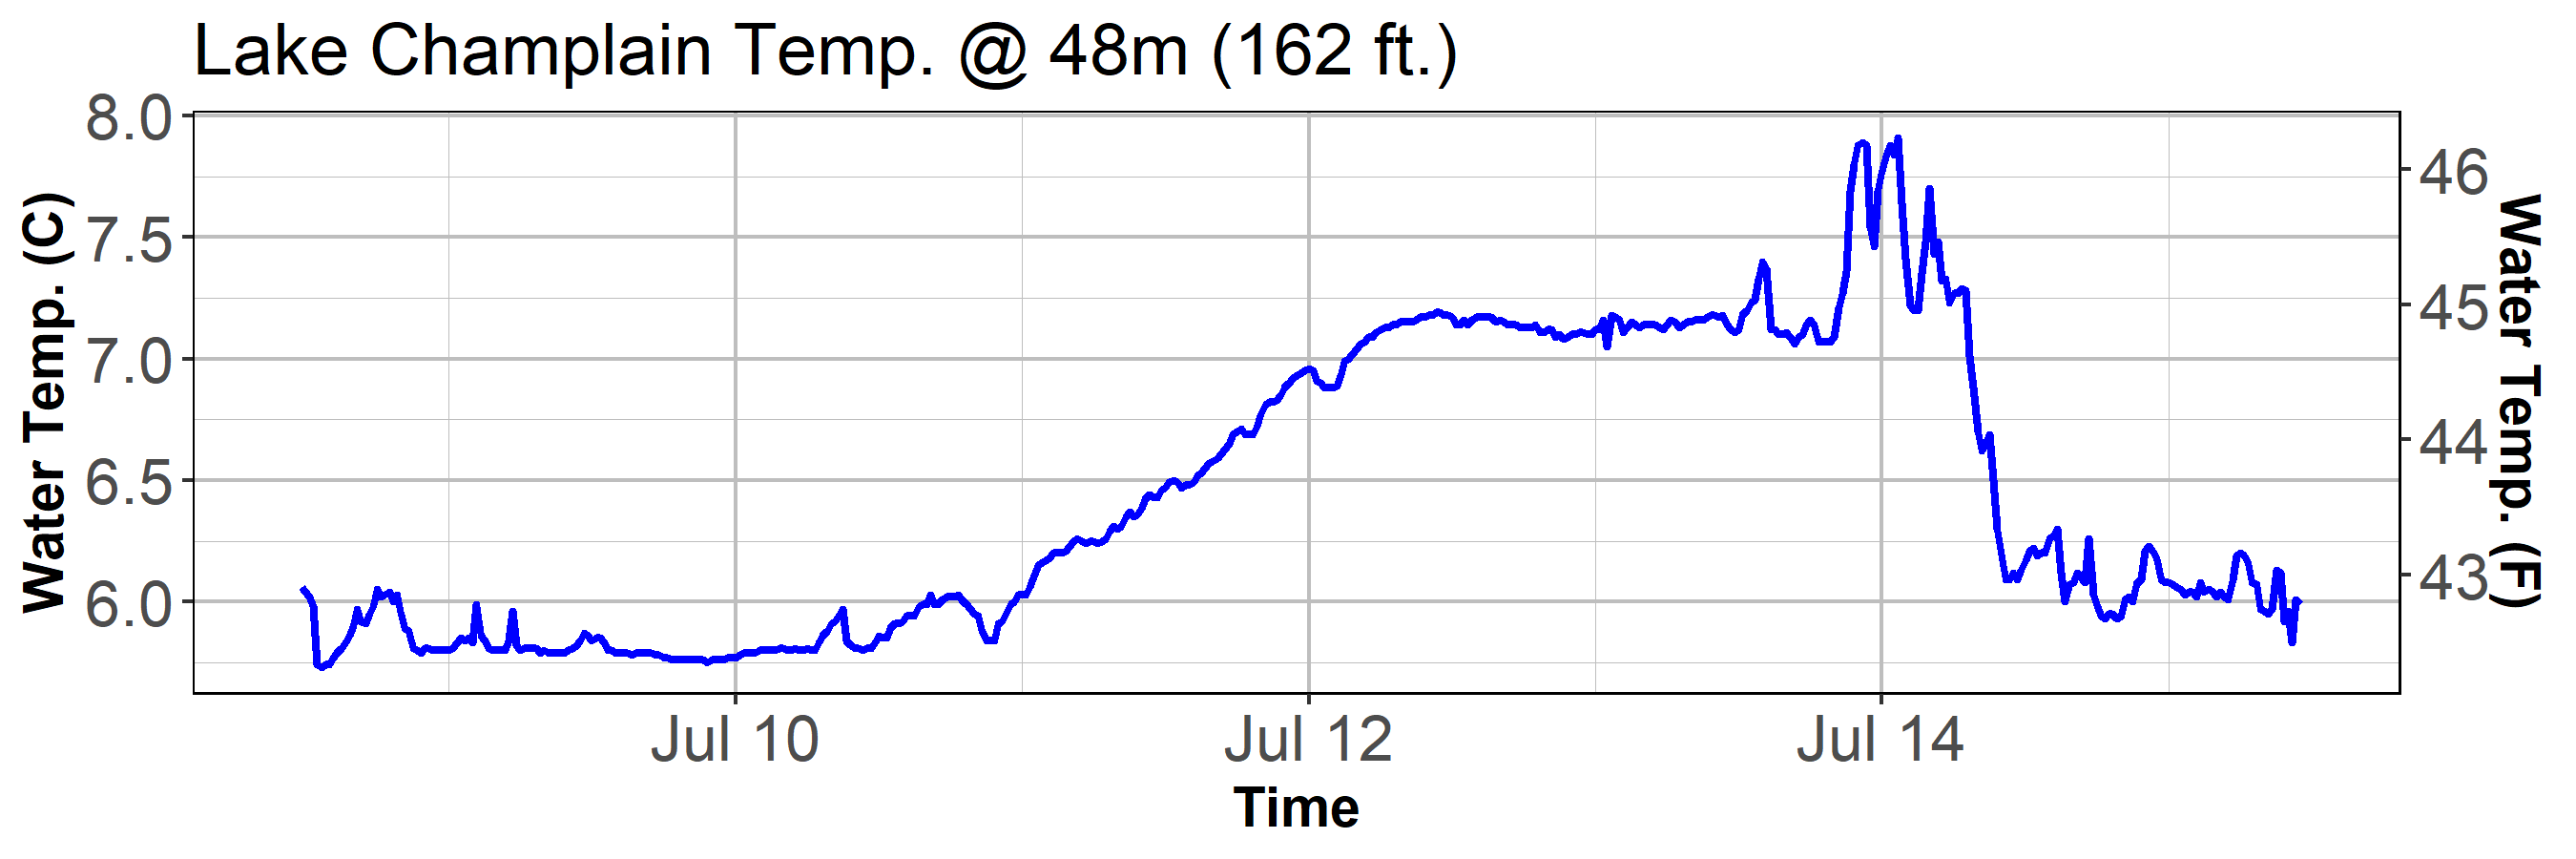 Lake Champlain Temp. @ 48m (162 ft.)
Water Temp. (C)
8.0
7.5
7.0
6.5
6.0
46
45
44
43
Water Temp. (F)
Jul 10 Jul 12 Jul 14
Time